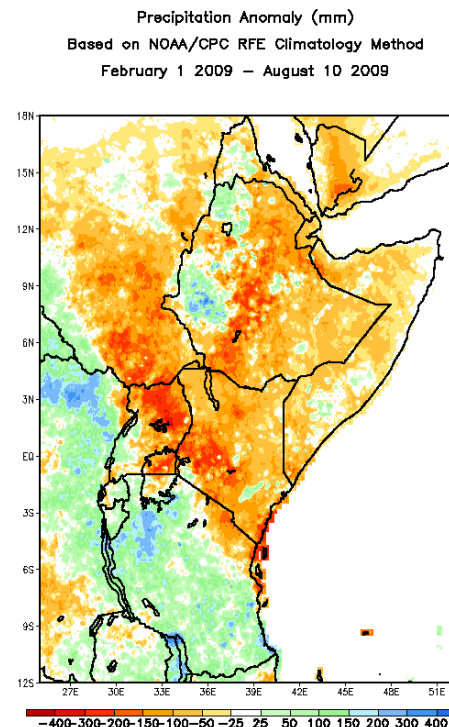 Precipitation Anomaly (mm)
Based on NOAA/CPC RFE Climatology Method
February 1 2009 – August 10 2009
18N
15N
12N
9N
6N
3N
EQ
3S
6S
9S
12S
27E 30E 33E 36E 39E 42E 45E 48E 51E
−400−300−200−150−100−50 −25 25 50 100 150 200 300 400